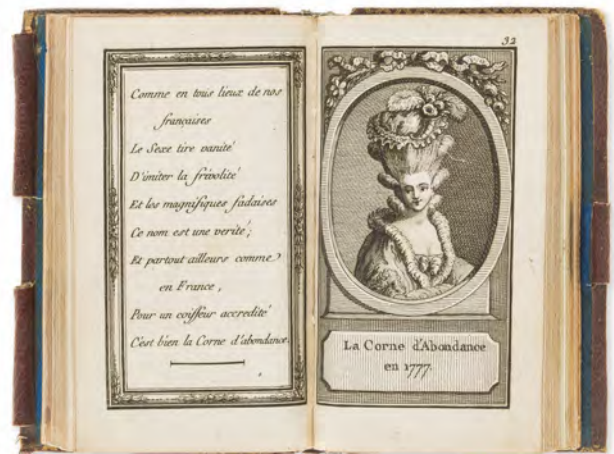 Comme en tous lieux de nos
françaises
Le Sexe tire vanité
D'imiter la frivolité
Et les magnifiques fadaises
Ce nom est une verité;
Et partout ailleurs comme
en France,
Pour un coiffeur accredité
C'est bien la Corne d'abondance.
32
La Corne d'Abondance
en 1777.